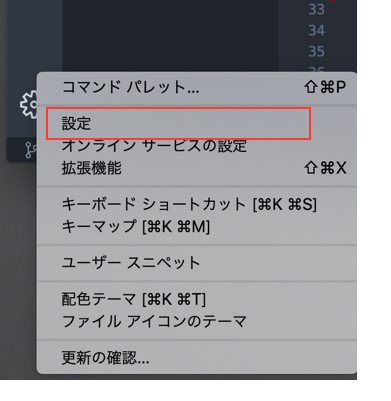 33
34
35
36
コマンド パレット... ⇧⌘P
設定
オンライン サービスの設定
拡張機能 ⇧⌘X
キーボード ショートカット [⌘K ⌘S]
キーマップ [⌘K ⌘M]
ユーザー スニペット
配色テーマ [⌘K ⌘T]
ファイル アイコンのテーマ
更新の確認...